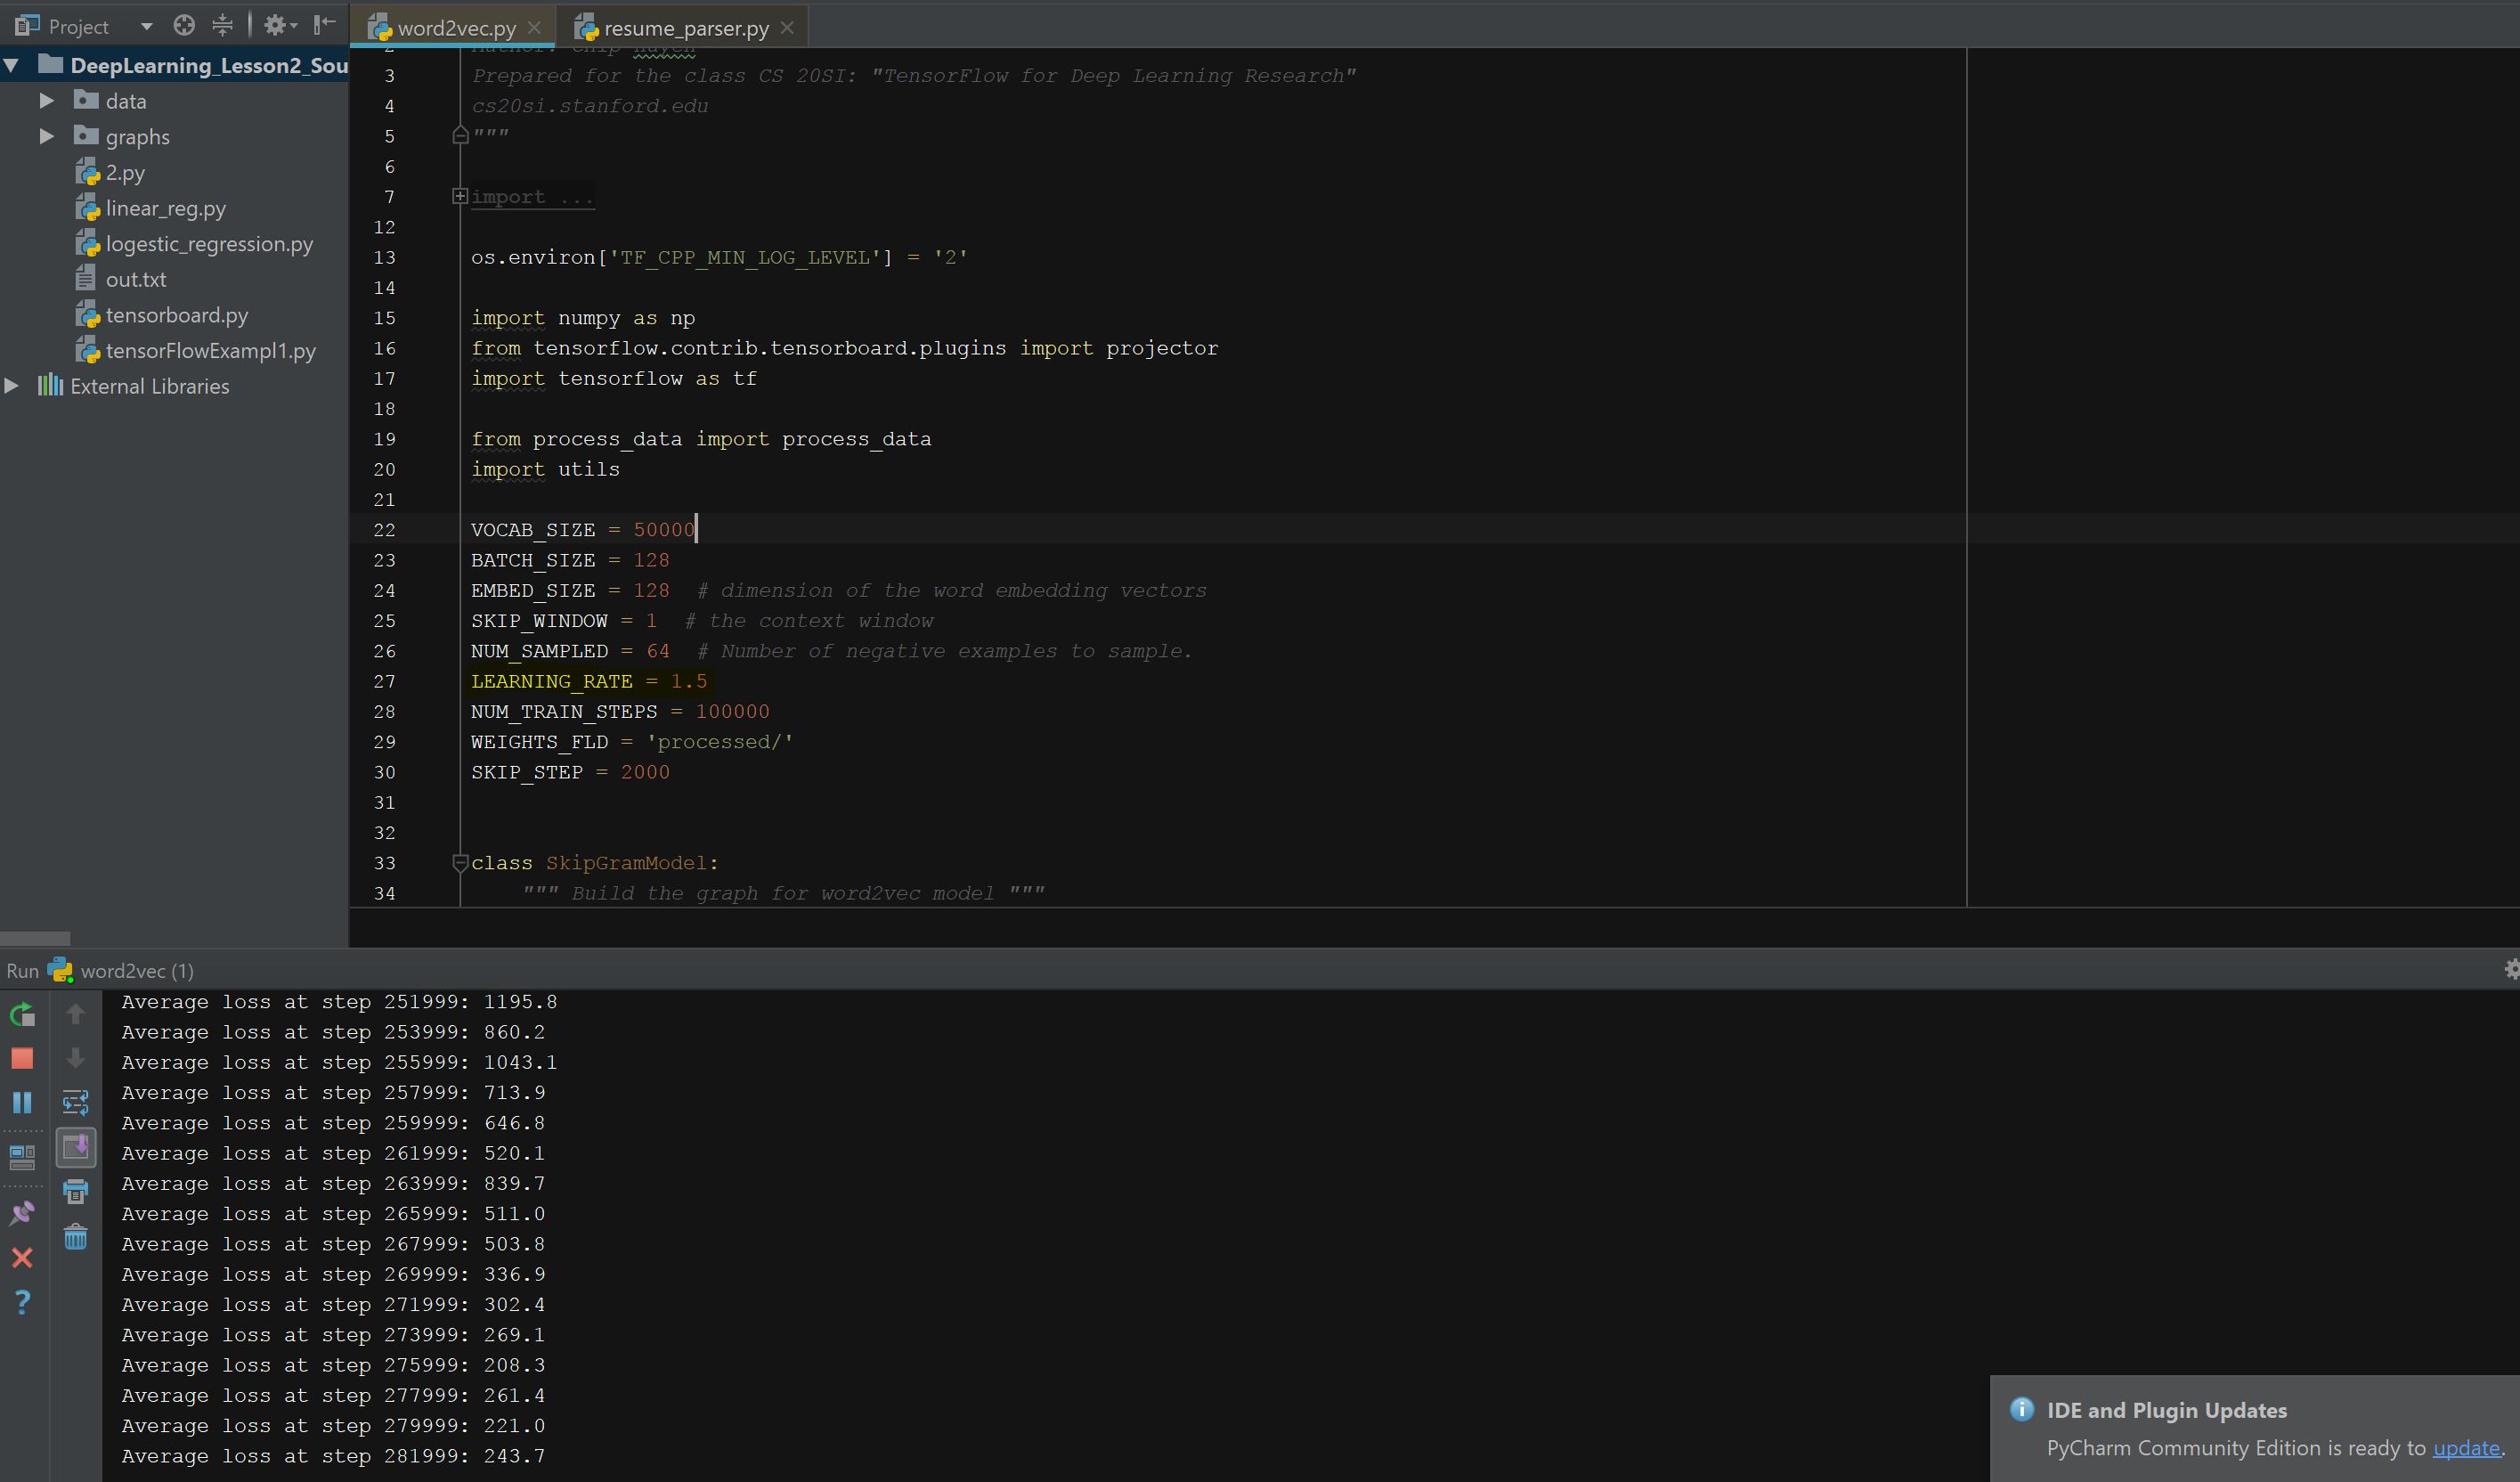 Project
word2vec.py
resume_parser.py
DeepLearning_Lesson2_Sou
data
graphs
2.py
linear_reg.py
logestic_regression.py
out.txt
tensorboard.py
tensorFlowExampl1.py
External Libraries
3 Prepared for the class CS 20SI: "TensorFlow for Deep Learning Research"
4 cs20si.stanford.edu
5 """
6
7 import ...
12
13 os.environ['TF_CPP_MIN_LOG_LEVEL'] = '2'
14
15 import numpy as np
16 from tensorflow.contrib.tensorboard.plugins import projector
17 import tensorflow as tf
18
19 from process_data import process_data
20 import utils
21
22 VOCAB_SIZE = 50000
23 BATCH_SIZE = 128
24 EMBED_SIZE = 128 # dimension of the word embedding vectors
25 SKIP_WINDOW = 1 # the context window
26 NUM_SAMPLED = 64 # Number of negative examples to sample.
27 LEARNING_RATE = 1.5
28 NUM_TRAIN_STEPS = 100000
29 WEIGHTS_FLD = 'processed/'
30 SKIP_STEP = 2000
31
32
33 class SkipGramModel:
34 """ Build the graph for word2vec model """
Run word2vec (1)
Average loss at step 251999: 1195.8
Average loss at step 253999: 860.2
Average loss at step 255999: 1043.1
Average loss at step 257999: 713.9
Average loss at step 259999: 646.8
Average loss at step 261999: 520.1
Average loss at step 263999: 839.7
Average loss at step 265999: 511.0
Average loss at step 267999: 503.8
Average loss at step 269999: 336.9
Average loss at step 271999: 302.4
Average loss at step 273999: 269.1
Average loss at step 275999: 208.3
Average loss at step 277999: 261.4
Average loss at step 279999: 221.0
Average loss at step 281999: 243.7
IDE and Plugin Updates
PyCharm Community Edition is ready to update.